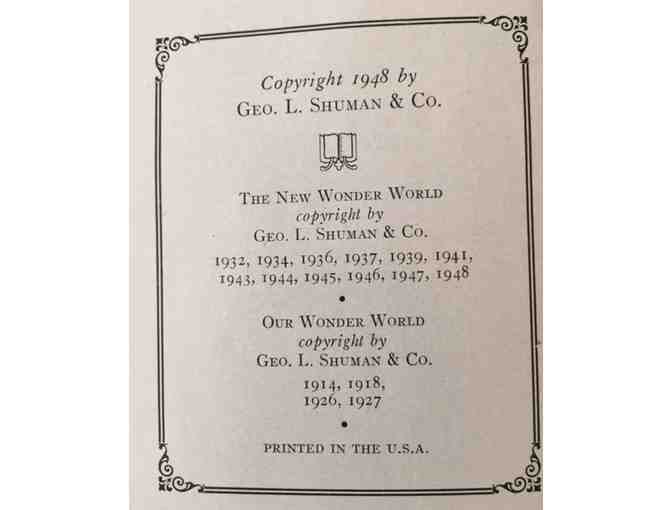 Copyright 1948 by
Geo. L. Shuman & Co.
The New Wonder World
copyright by
Geo. L. Shuman & Co.
1932, 1934, 1936, 1937, 1939, 1941,
1943, 1944, 1945, 1946, 1947, 1948
Our Wonder World
copyright by
Geo. L. Shuman & Co.
1914, 1918,
1926, 1927
PRINTED IN THE U.S.A.